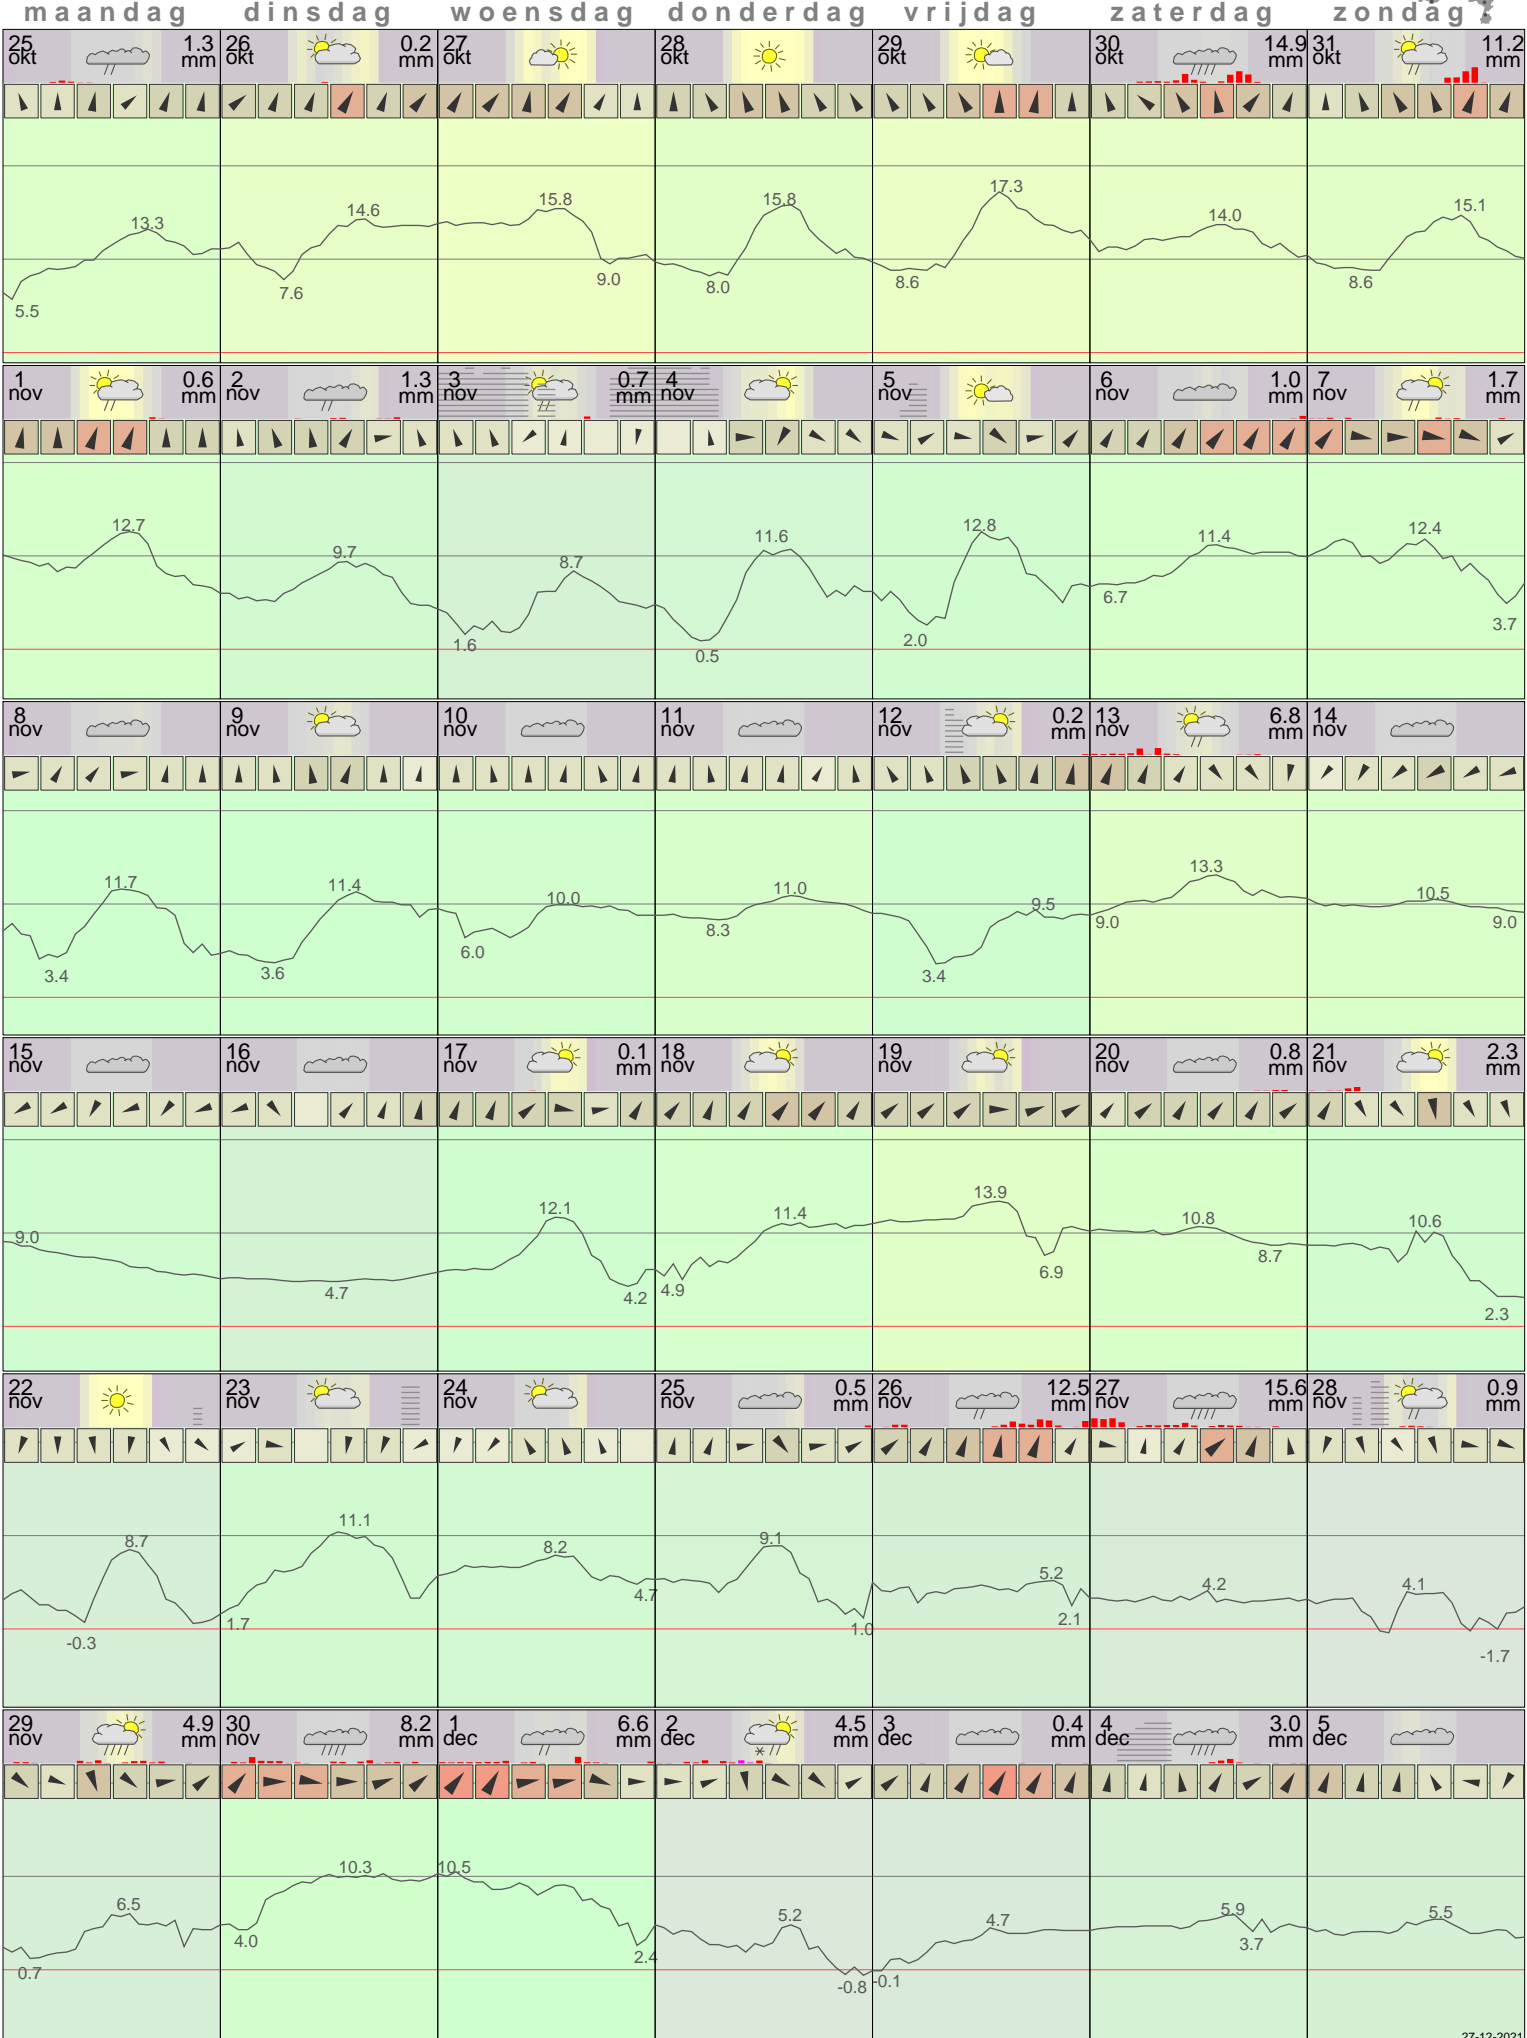 maandag dinsdag woensdag donderdag vrijdag zaterdag zondag
25 okt 1.3 mm 26 okt 0.2 mm 27 okt 28 okt 29 okt 30 okt 14.9 mm 31 okt 11.2 mm
13.3 5.5 14.6 7.6 15.8 9.0 15.8 8.0 17.3 8.6 14.0 15.1 8.6
1 nov 0.6 mm 2 nov 1.3 mm 3 nov 0.7 mm 4 nov 5 nov 6 nov 1.0 mm 7 nov 1.7 mm
12.7 9.7 8.7 1.6 11.6 0.5 12.8 2.0 11.4 6.7 12.4 3.7
8 nov 9 nov 10 nov 11 nov 12 nov 0.2 mm 13 nov 6.8 mm 14 nov
11.7 3.4 11.4 3.6 10.0 6.0 11.0 8.3 9.5 3.4 13.3 9.0 10.5 9.0
15 nov 16 nov 17 nov 0.1 mm 18 nov 19 nov 20 nov 0.8 mm 21 nov 2.3 mm
9.0 4.7 12.1 4.2 11.4 4.9 13.9 6.9 10.8 8.7 10.6 2.3
22 nov 23 nov 24 nov 25 nov 0.5 mm 26 nov 12.5 mm 27 nov 15.6 mm 28 nov 0.9 mm
8.7 -0.3 11.1 1.7 8.2 4.7 9.1 1.0 5.2 2.1 4.2 4.1 -1.7
29 nov 4.9 mm 30 nov 8.2 mm 1 dec 6.6 mm 2 dec 4.5 mm 3 dec 0.4 mm 4 dec 3.0 mm 5 dec
6.5 0.7 10.3 4.0 10.5 2.4 5.2 -0.8 4.7 -0.1 5.9 3.7 5.5
27-12-2021